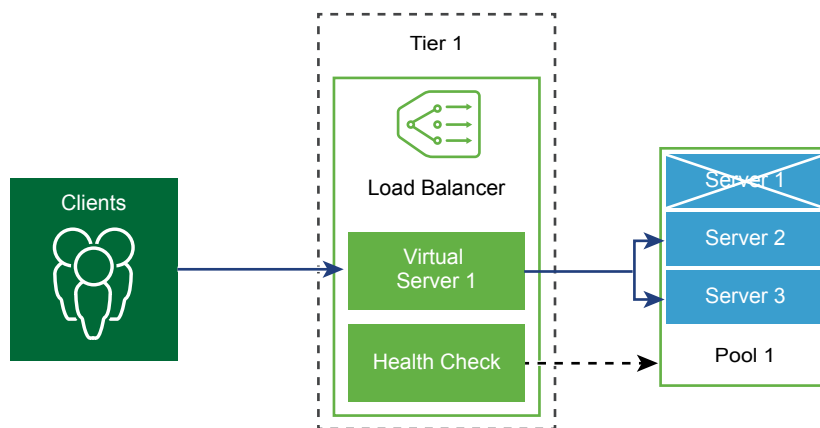 Tier 1
Load Balancer
Clients
Virtual
Server 1
Health Check
Server 1
Server 2
Server 3
Pool 1